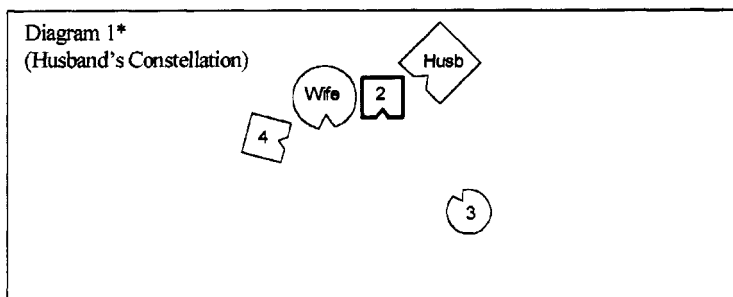 Diagram 1*
(Husband's Constellation)
Husb
Wife
2
4
3